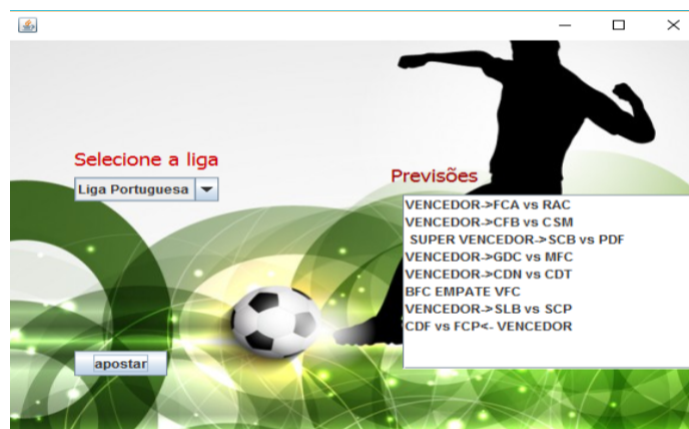 Selecione a liga
Liga Portuguesa
Previsões
VENCEDOR->FCA vs RAC
VENCEDOR->CFB vs CSM
SUPER VENCEDOR->SCB vs PDF
VENCEDOR->GDC vs MFC
VENCEDOR->CDN vs CDT
BFC EMPATE VFC
VENCEDOR->SLB vs SCP
CDF vs FCP<- VENCEDOR
apostar